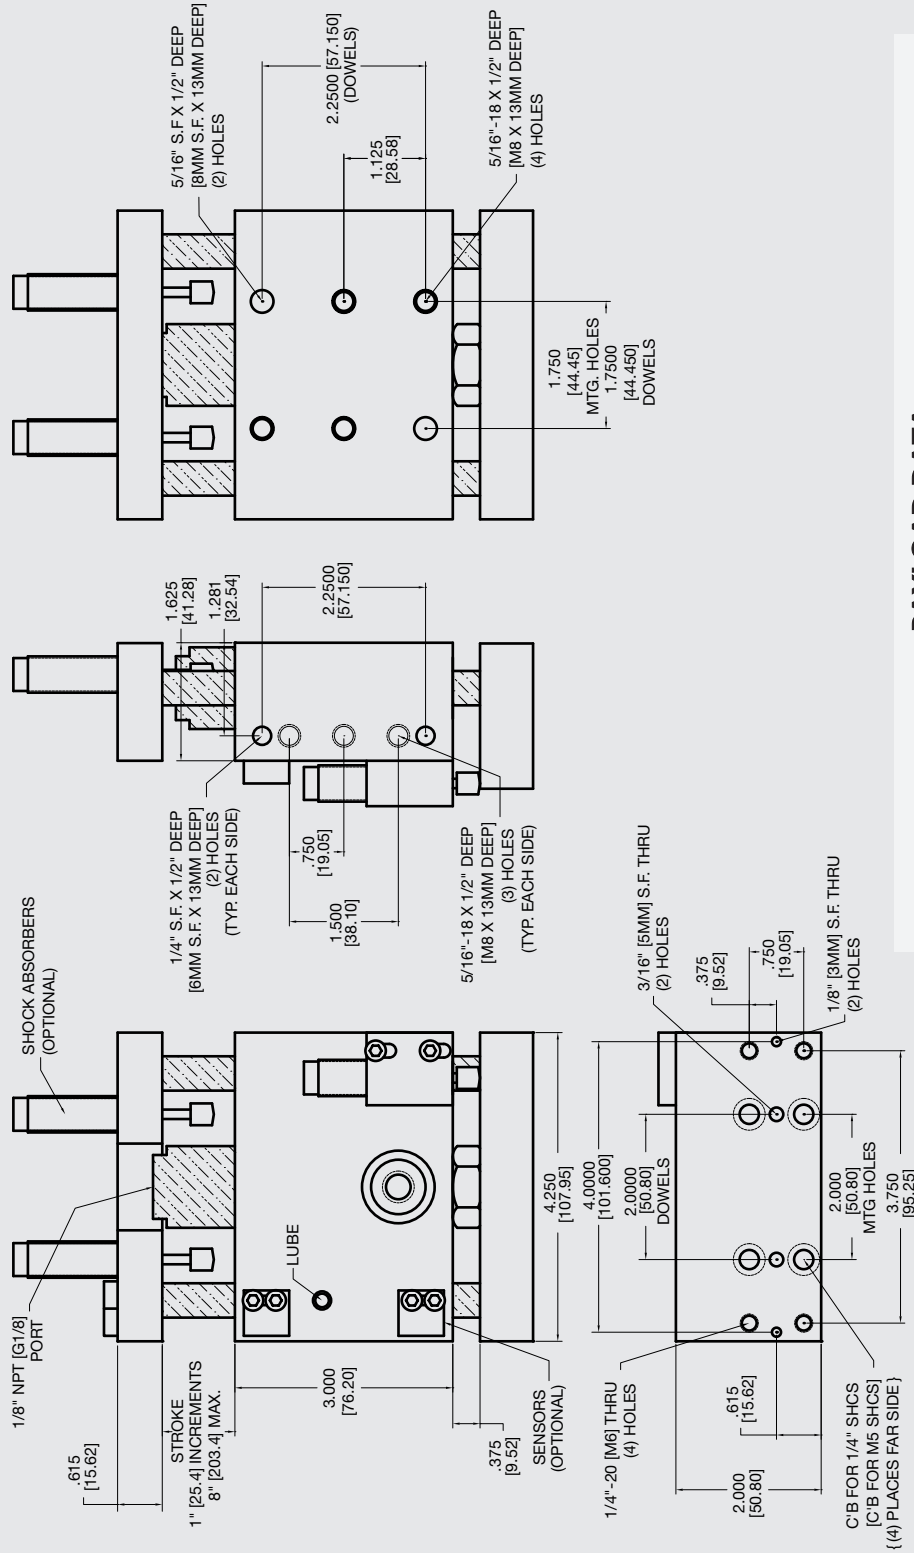 1/8" NPT [G1/8]
PORT
SHOCK ABSORBERS
(OPTIONAL)
.615
[15.62]
STROKE
1" [25.4] INCREMENTS
8" [203.4] MAX.
3.000
[76.20]
.375
[9.52]
SENSORS
(OPTIONAL)
LUBE
4.250
[107.95]
1/4" S.F. X 1/2" DEEP
[6MM S.F. X 13MM DEEP]
(2) HOLES
(TYP. EACH SIDE)
1.625
[41.28]
1.281
[32.54]
2.2500
[57.150]
.750
[19.05]
1.500
[38.10]
5/16"-18 X 1/2" DEEP
[M8 X 13MM DEEP]
(3) HOLES
(TYP. EACH SIDE)
5/16" S.F X 1/2" DEEP
[8MM S.F. X 13MM DEEP]
(2) HOLES
2.2500 [57.150]
(DOWELS)
1.125
[28.58]
5/16"-18 X 1/2" DEEP
[M8 X 13MM DEEP]
(4) HOLES
1.750
[44.45]
MTG. HOLES
1.7500
[44.450]
DOWELS
1/4"-20 [M6] THRU
(4) HOLES
4.0000
[101.600]
2.0000
[50.80]
DOWELS
3/16" [5MM] S.F. THRU
(2) HOLES
.375
[9.52]
.750
[19.05]
1/8" [3MM] S.F. THRU
(2) HOLES
.615
[15.62]
2.000
[50.80]
2.000
[50.80]
MTG HOLES
3.750
[95.25]
C'B FOR 1/4" SHCS
[C'B FOR M5 SHCS]
{(4) PLACES FAR SIDE }